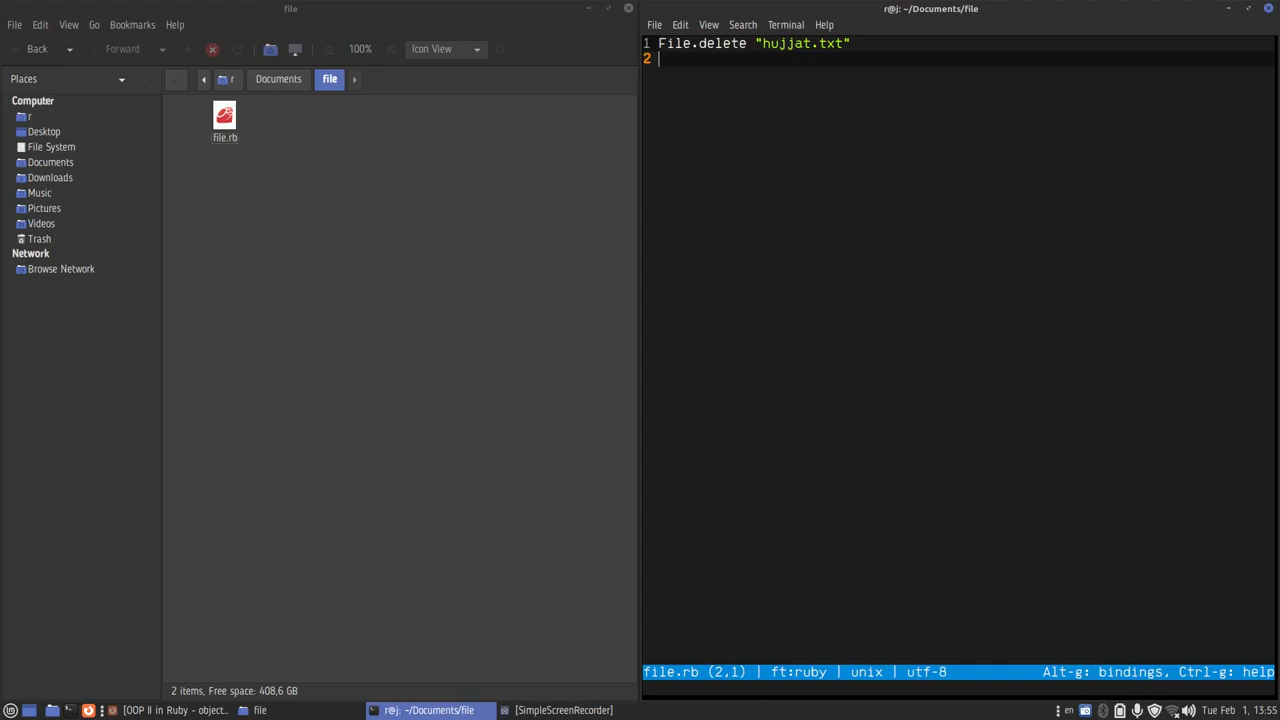 file
File Edit View Go Bookmarks Help
Back Forward 100% Icon View
Places
r Documents file
Computer
r
Desktop
File System
Documents
Downloads
Music
Pictures
Videos
Trash
Network
Browse Network
file.rb
2 items, Free space: 408,6 GB
r@j: ~/Documents/file
File Edit View Search Terminal Help
1 File.delete "hujjat.txt"
2
file.rb (2,1) | ft:ruby | unix | utf-8 Alt-g: bindings, Ctrl-g: help
[OOP II in Ruby - object... file r@j: ~/Documents/file [SimpleScreenRecorder] en Tue Feb 1, 13:55